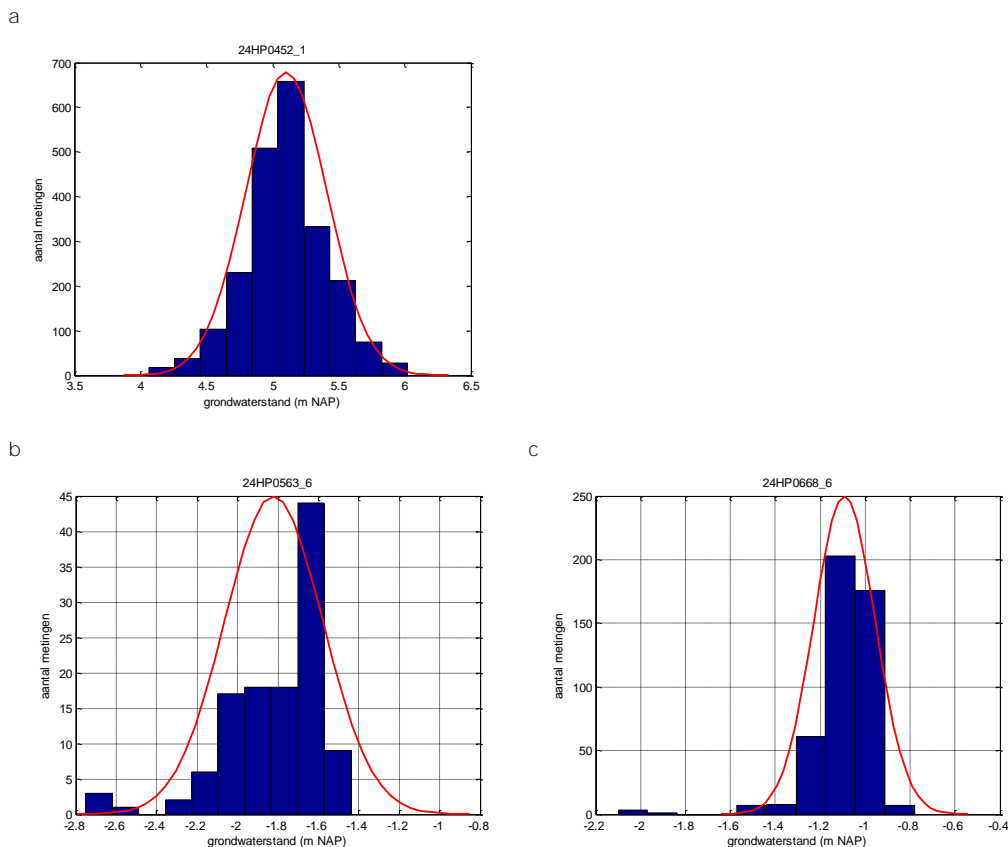 a
24HP0452_1
700
600
500
400
300
200
100
0
aantal metingen
3.5 4 4.5 5 5.5 6 6.5
grondwaterstand (m NAP)
b
24HP0563_6
45
40
35
30
25
20
15
10
5
0
aantal metingen
-2.8 -2.6 -2.4 -2.2 -2 -1.8 -1.6 -1.4 -1.2 -1 -0.8
grondwaterstand (m NAP)
c
24HP0668_6
250
200
150
100
50
0
aantal metingen
-2.2 -2 -1.8 -1.6 -1.4 -1.2 -1 -0.8 -0.6 -0.4
grondwaterstand (m NAP)